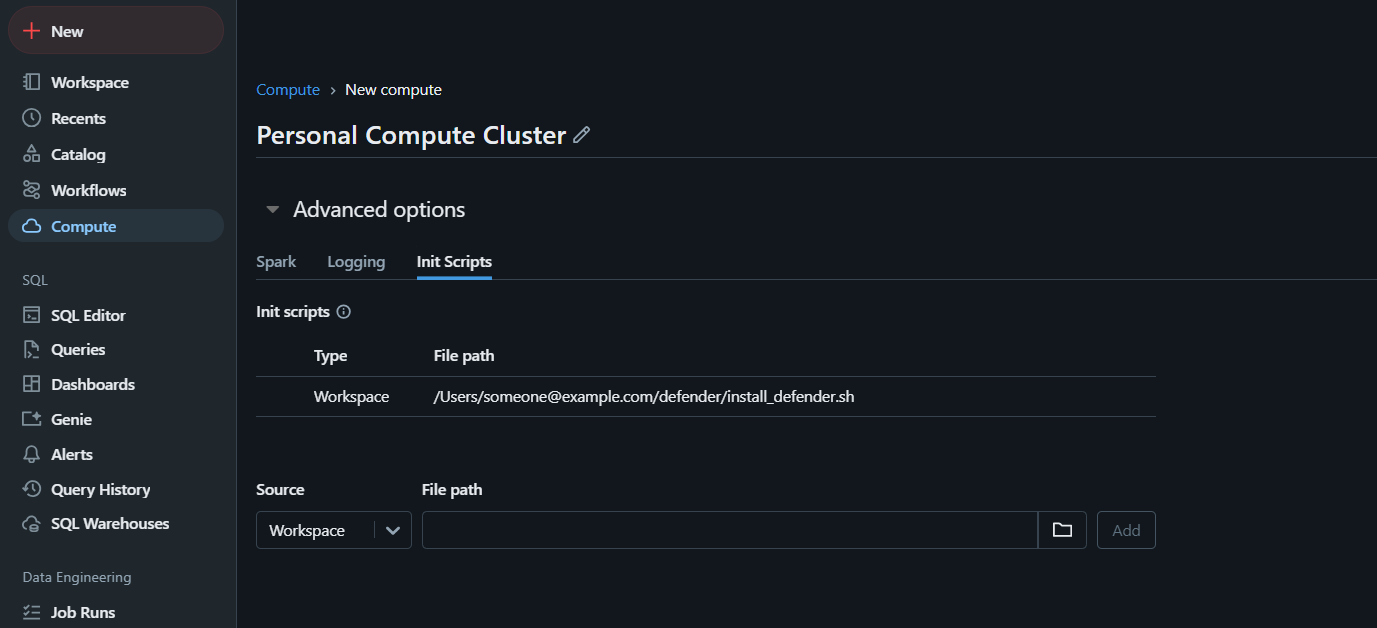 New
Workspace
Recents
Catalog
Workflows
Compute
SQL
SQL Editor
Queries
Dashboards
Genie
Alerts
Query History
SQL Warehouses
Data Engineering
Job Runs
Compute › New compute
Personal Compute Cluster
Advanced options
Spark Logging Init Scripts
Init scripts
Type File path
Workspace /Users/someone@example.com/defender/install_defender.sh
Source File path
Workspace Add